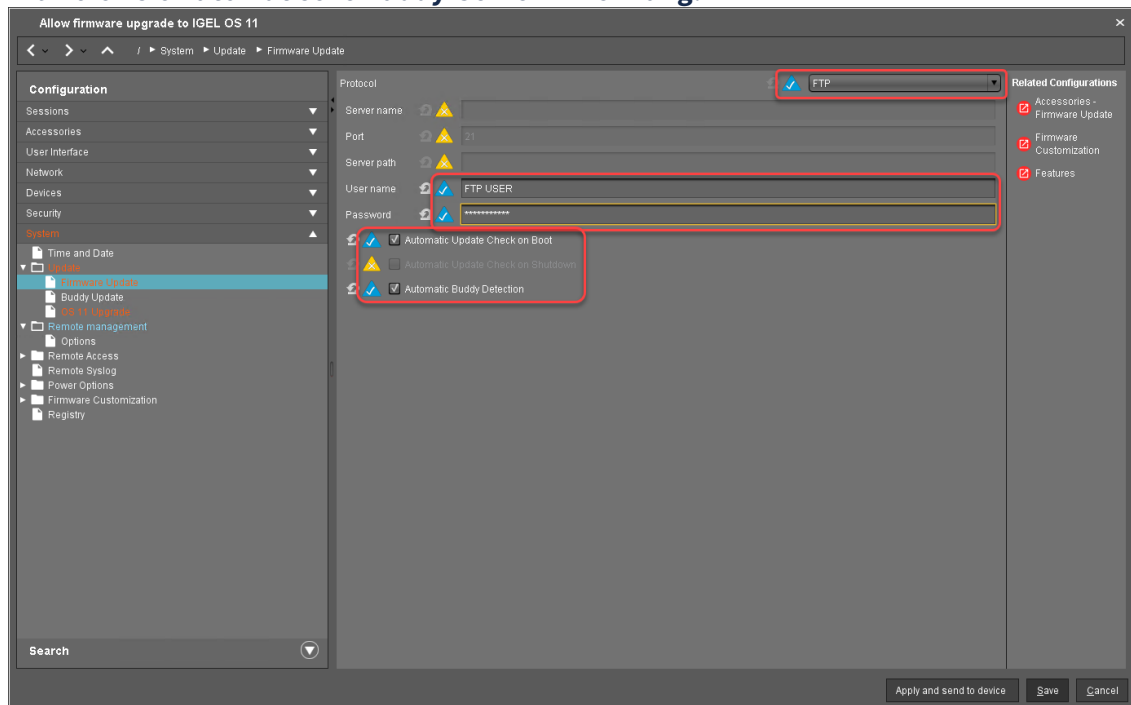 Allow firmware upgrade to IGEL OS 11
/ System Update Firmware Update
Configuration
Sessions
Accessories
User Interface
Network
Devices
Security
System
Time and Date
Update
Firmware Update
Buddy Update
OS 11 Upgrade
Remote management
Options
Remote Access
Remote Syslog
Power Options
Firmware Customization
Registry
Search
Protocol FTP
Server name
Port 21
Server path
User name FTP USER
Password ***********
Automatic Update Check on Boot
Automatic Update Check on Shutdown
Automatic Buddy Detection
Related Configurations
Accessories -
Firmware Update
Firmware
Customization
Features
Apply and send to device Save Cancel